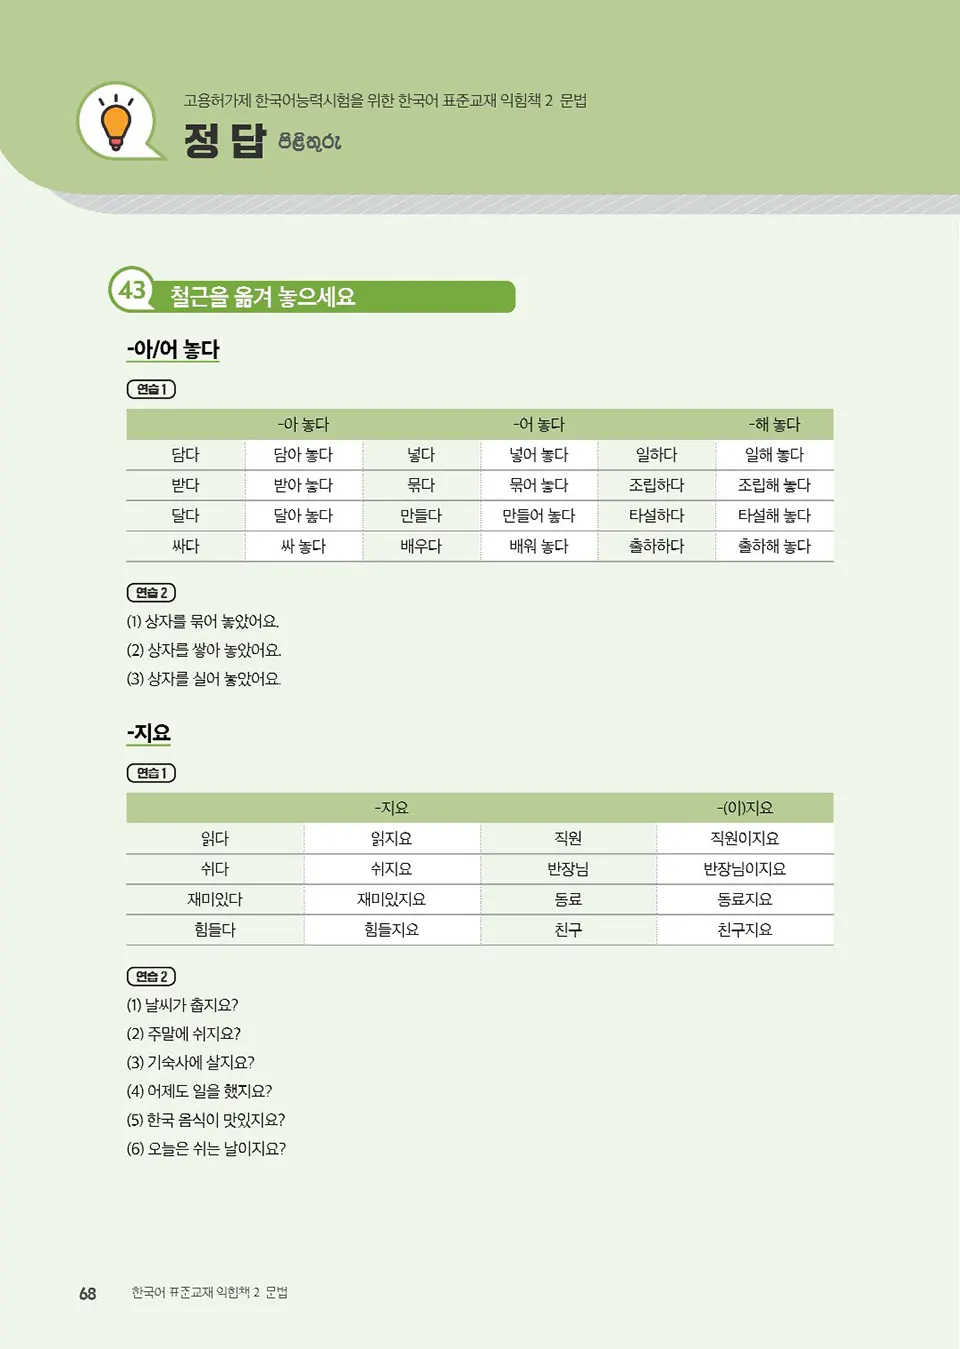 고용허가제 한국어능력시험을 위한 한국어 표준교재 익힘책 2 문법
정답 පිළිතුරු
43 철근을 옮겨 놓으세요
-아/어 놓다
연습 1
-아 놓다 -어 놓다 -해 놓다
담다 담아 놓다 넣다 넣어 놓다 일하다 일해 놓다
받다 받아 놓다 묶다 묶어 놓다 조립하다 조립해 놓다
달다 달아 놓다 만들다 만들어 놓다 타설하다 타설해 놓다
싸다 싸 놓다 배우다 배워 놓다 출하하다 출하해 놓다
연습 2
(1) 상자를 묶어 놓았어요.
(2) 상자를 쌓아 놓았어요.
(3) 상자를 실어 놓았어요.
-지요
연습 1
-지요 -(이)지요
읽다 읽지요 직원 직원이지요
쉬다 쉬지요 반장님 반장님이지요
재미있다 재미있지요 동료 동료지요
힘들다 힘들지요 친구 친구지요
연습 2
(1) 날씨가 춥지요?
(2) 주말에 쉬지요?
(3) 기숙사에 살지요?
(4) 어제도 일을 했지요?
(5) 한국 음식이 맛있지요?
(6) 오늘은 쉬는 날이지요?
68 한국어 표준교재 익힘책 2 문법